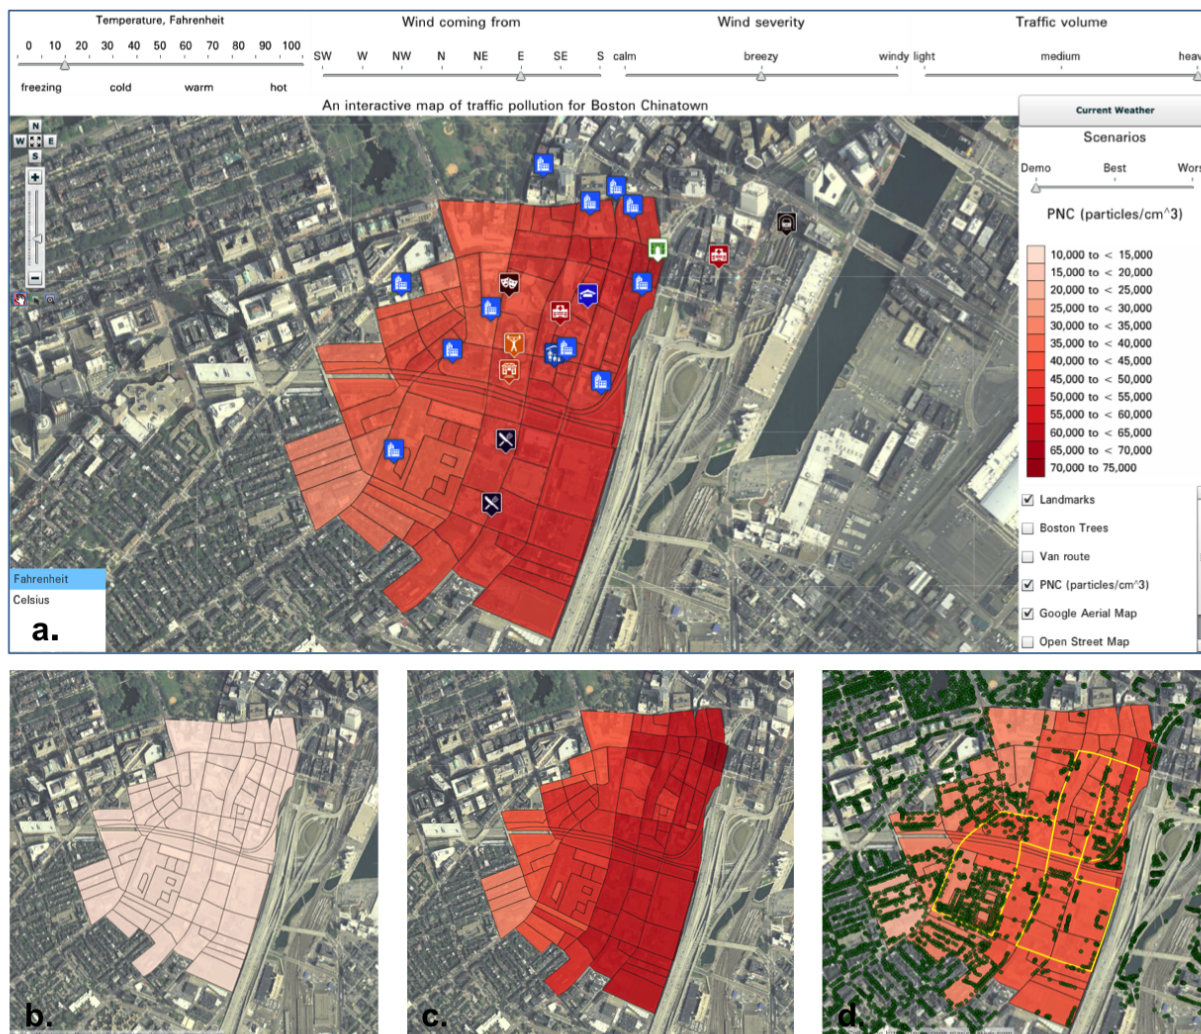 Temperature, Fahrenheit
0 10 20 30 40 50 60 70 80 90 100
freezing cold warm hot
Wind coming from
SW W NW N NE E SE S
Wind severity
calm breezy windy
Traffic volume
light medium heav
An interactive map of traffic pollution for Boston Chinatown
N
W E
S
Current Weather
Scenarios
Demo Best Wors
PNC (particles/cm^3)
10,000 to < 15,000
15,000 to < 20,000
20,000 to < 25,000
25,000 to < 30,000
30,000 to < 35,000
35,000 to < 40,000
40,000 to < 45,000
45,000 to < 50,000
50,000 to < 55,000
55,000 to < 60,000
60,000 to < 65,000
65,000 to < 70,000
70,000 to 75,000
Landmarks
Boston Trees
Van route
PNC (particles/cm^3)
Google Aerial Map
Open Street Map
Fahrenheit
Celsius
a.
b.
c.
d.